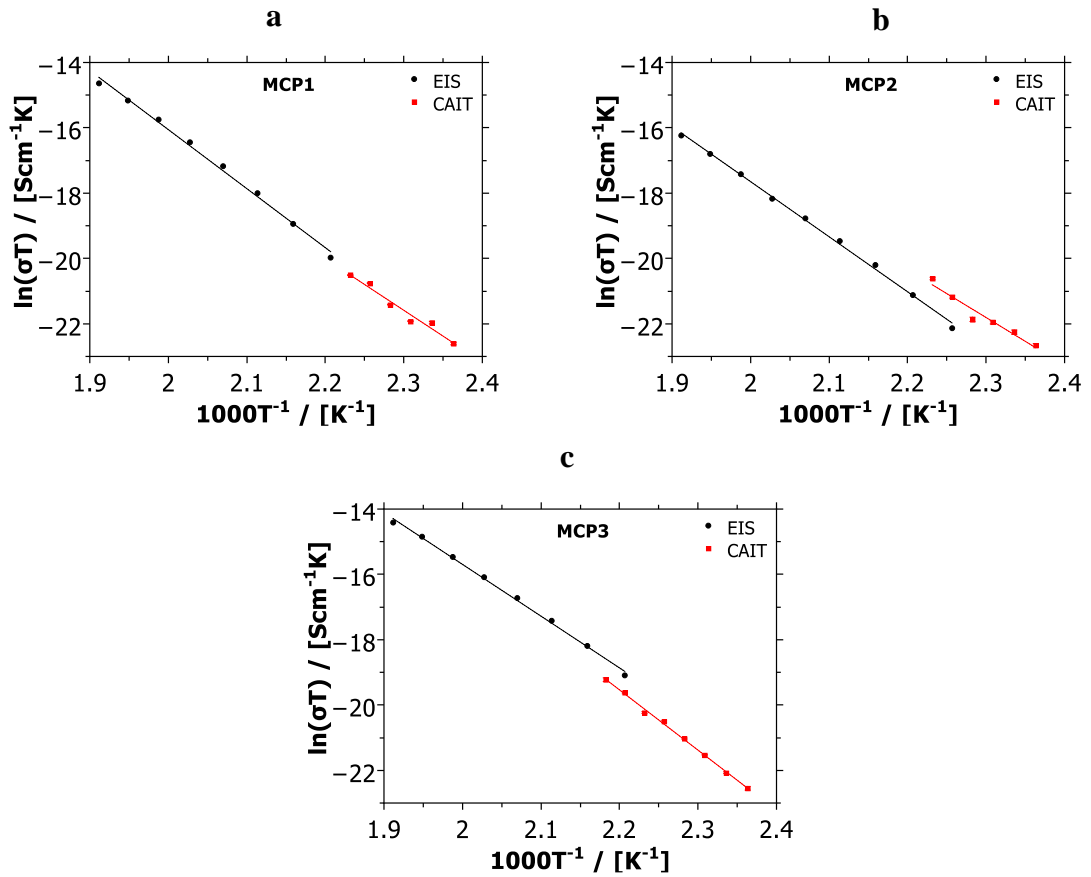 a
MCP1
EIS
CAIT
−14
−16
−18
−20
−22
ln(σT) / [Scm⁻¹K]
1.9 2 2.1 2.2 2.3 2.4
1000T⁻¹ / [K⁻¹]
b
MCP2
EIS
CAIT
−14
−16
−18
−20
−22
ln(σT) / [Scm⁻¹K]
1.9 2 2.1 2.2 2.3 2.4
1000T⁻¹ / [K⁻¹]
c
MCP3
EIS
CAIT
−14
−16
−18
−20
−22
ln(σT) / [Scm⁻¹K]
1.9 2 2.1 2.2 2.3 2.4
1000T⁻¹ / [K⁻¹]